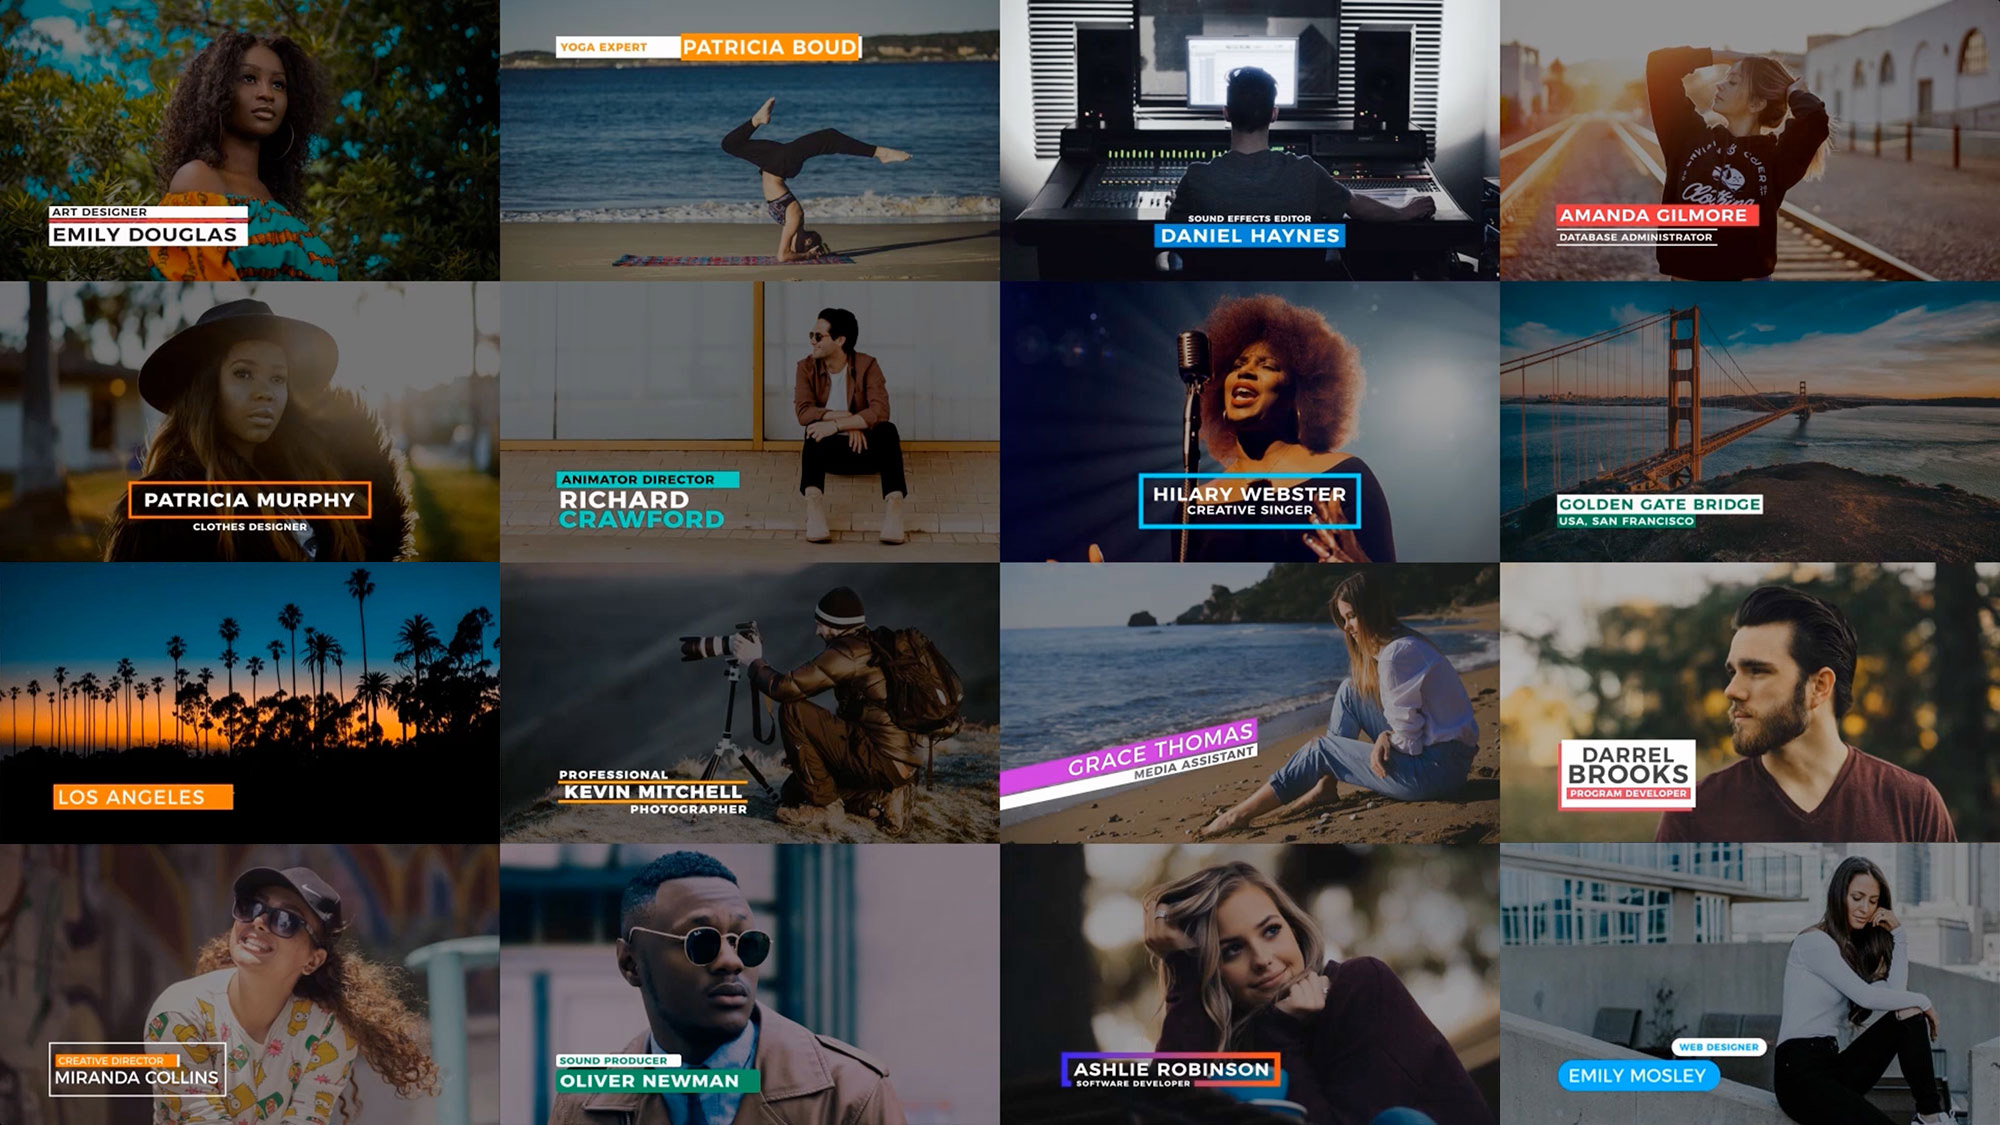 ART DESIGNER
EMILY DOUGLAS
YOGA EXPERT
PATRICIA BOUD
SOUND EFFECTS EDITOR
DANIEL HAYNES
AMANDA GILMORE
DATABASE ADMINISTRATOR
PATRICIA MURPHY
CLOTHES DESIGNER
ANIMATOR DIRECTOR
RICHARD
CRAWFORD
HILARY WEBSTER
CREATIVE SINGER
GOLDEN GATE BRIDGE
USA, SAN FRANCISCO
LOS ANGELES
PROFESSIONAL
KEVIN MITCHELL
PHOTOGRAPHER
GRACE THOMAS
MEDIA ASSISTANT
DARREL
BROOKS
PROGRAM DEVELOPER
CREATIVE DIRECTOR
MIRANDA COLLINS
SOUND PRODUCER
OLIVER NEWMAN
ASHLIE ROBINSON
SOFTWARE DEVELOPER
WEB DESIGNER
EMILY MOSLEY